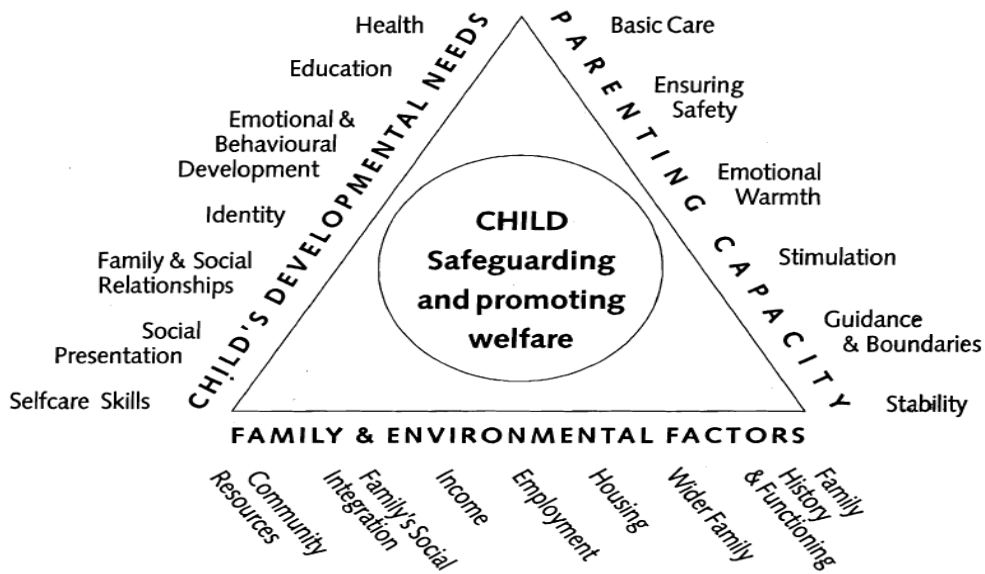 CHILD'S DEVELOPMENTAL NEEDS
Health
Education
Emotional &
Behavioural
Development
Identity
Family & Social
Relationships
Social
Presentation
Selfcare Skills
PARENTING CAPACITY
Basic Care
Ensuring
Safety
Emotional
Warmth
Stimulation
Guidance
& Boundaries
Stability
CHILD
Safeguarding
and promoting
welfare
FAMILY & ENVIRONMENTAL FACTORS
Community
Resources
Family's Social
Integration
Income
Employment
Housing
Wider Family
Family
History
& Functioning